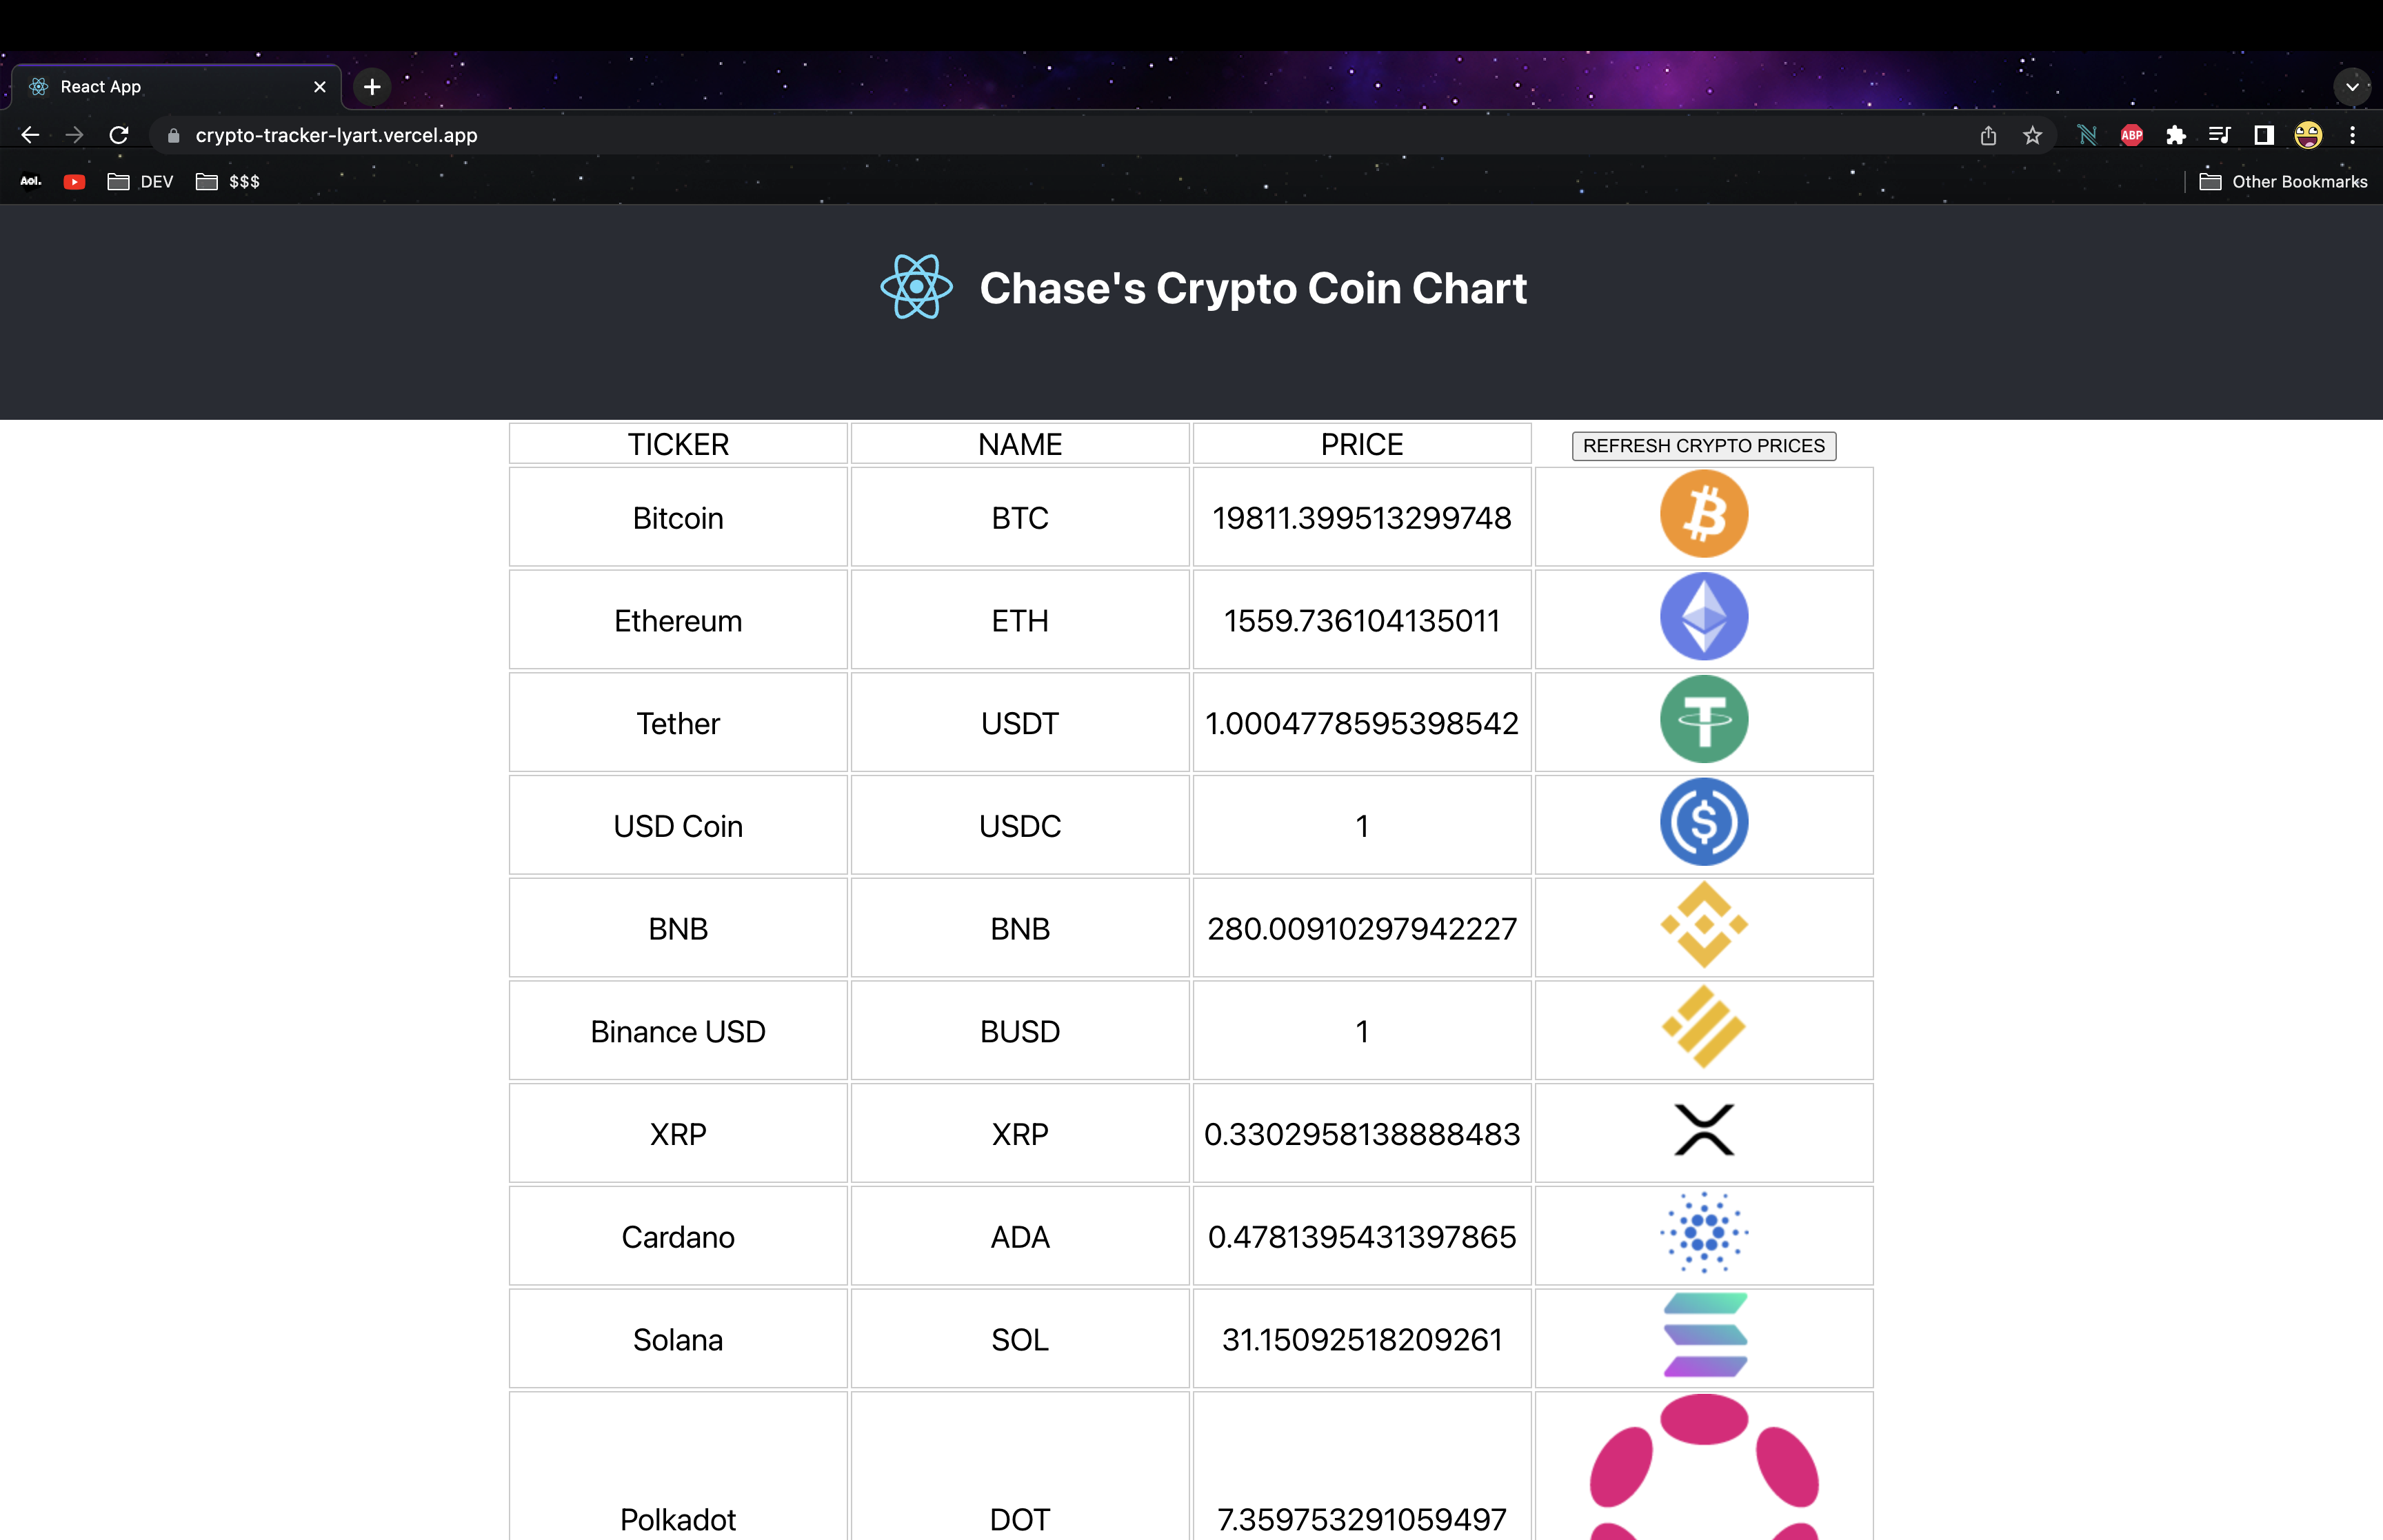 React App
crypto-tracker-lyart.vercel.app
ABP
Aol. DEV $$$ Other Bookmarks
Chase's Crypto Coin Chart
TICKER NAME PRICE REFRESH CRYPTO PRICES
Bitcoin BTC 19811.399513299748
Ethereum ETH 1559.736104135011
Tether USDT 1.0004778595398542
USD Coin USDC 1
BNB BNB 280.00910297942227
Binance USD BUSD 1
XRP XRP 0.3302958138888483
Cardano ADA 0.4781395431397865
Solana SOL 31.15092518209261
Polkadot DOT 7.359753291059497